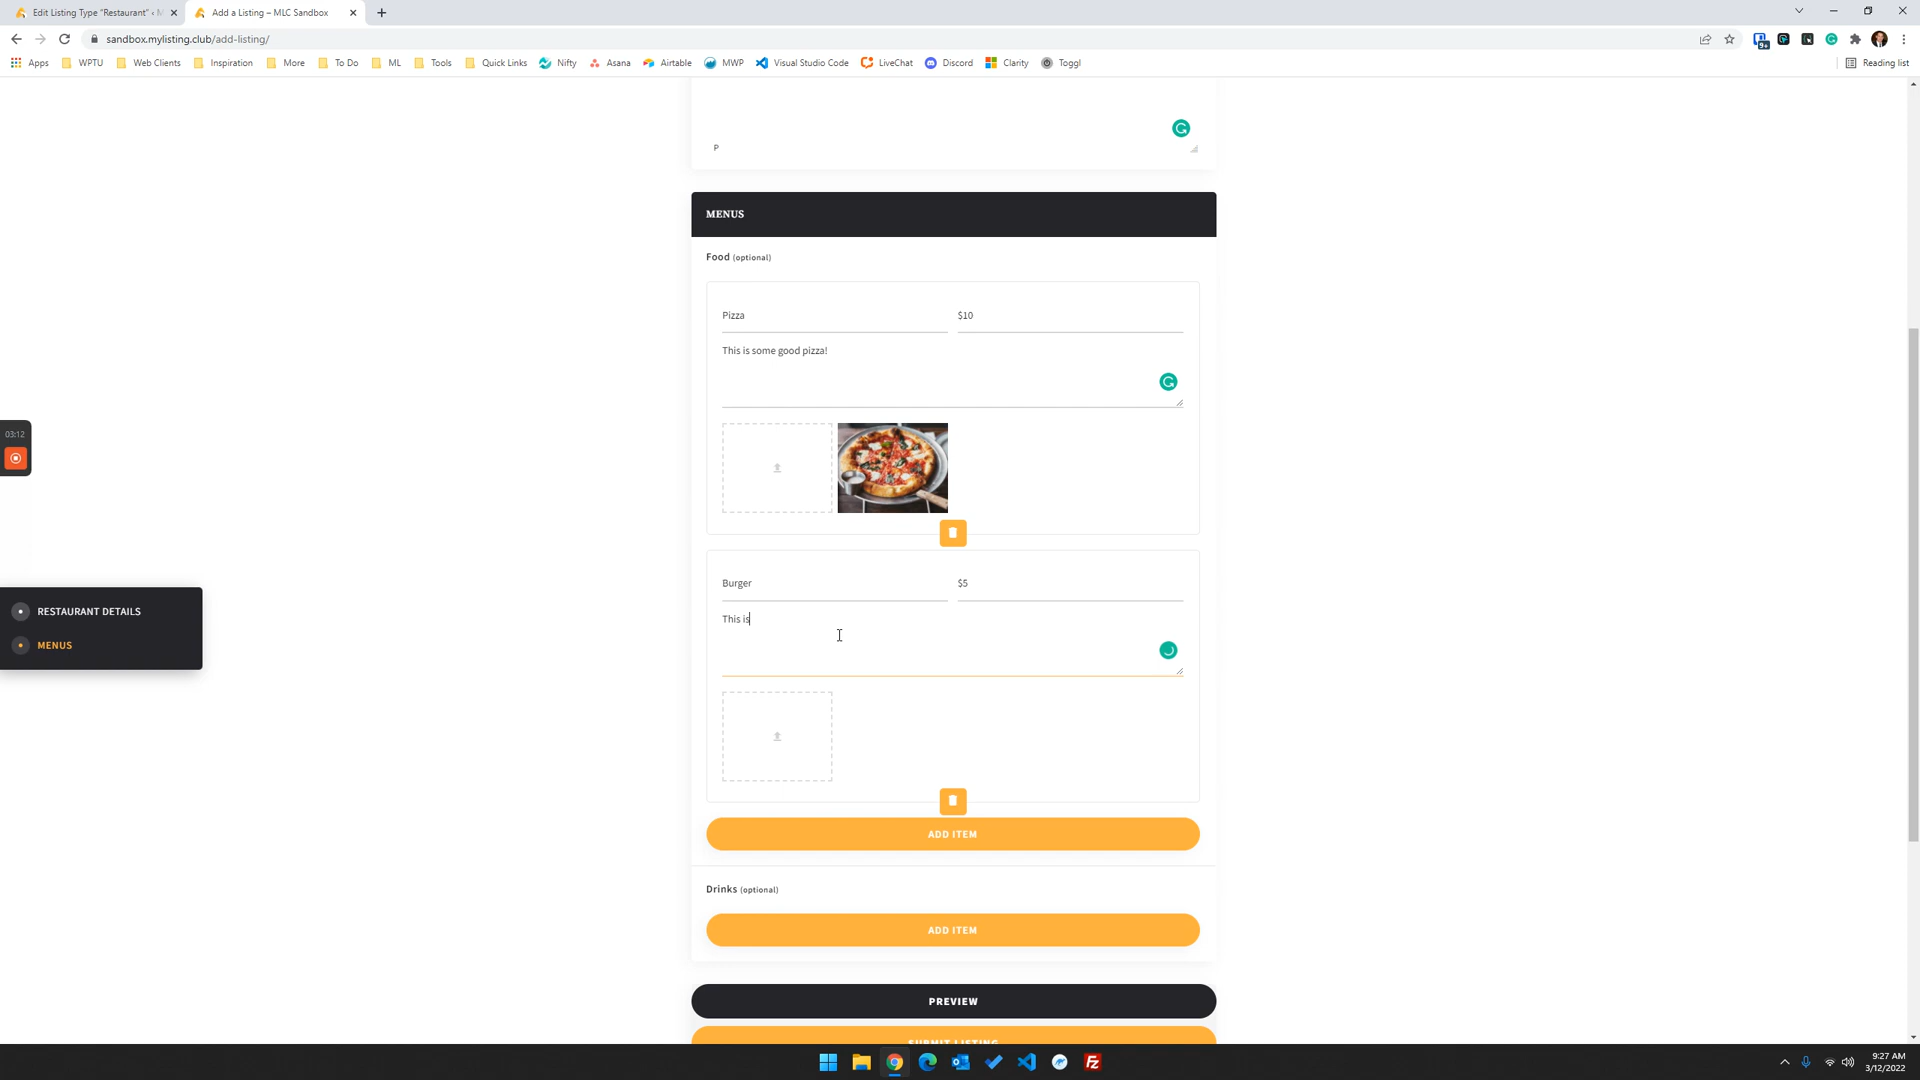 Edit Listing Type "Restaurant" ‹ M
Add a Listing – MLC Sandbox
sandbox.mylisting.club/add-listing/
9+
Apps
WPTU
Web Clients
Inspiration
More
To Do
ML
Tools
Quick Links
Nifty
Asana
Airtable
MWP
Visual Studio Code
LiveChat
Discord
Clarity
Toggl
Reading list
P
MENUS
Food (optional)
Pizza
$10
This is some good pizza!
03:12
Burger
$5
RESTAURANT DETAILS
This is
MENUS
ADD ITEM
Drinks (optional)
ADD ITEM
PREVIEW
SUBMIT LISTING
9:27 AM
3/12/2022